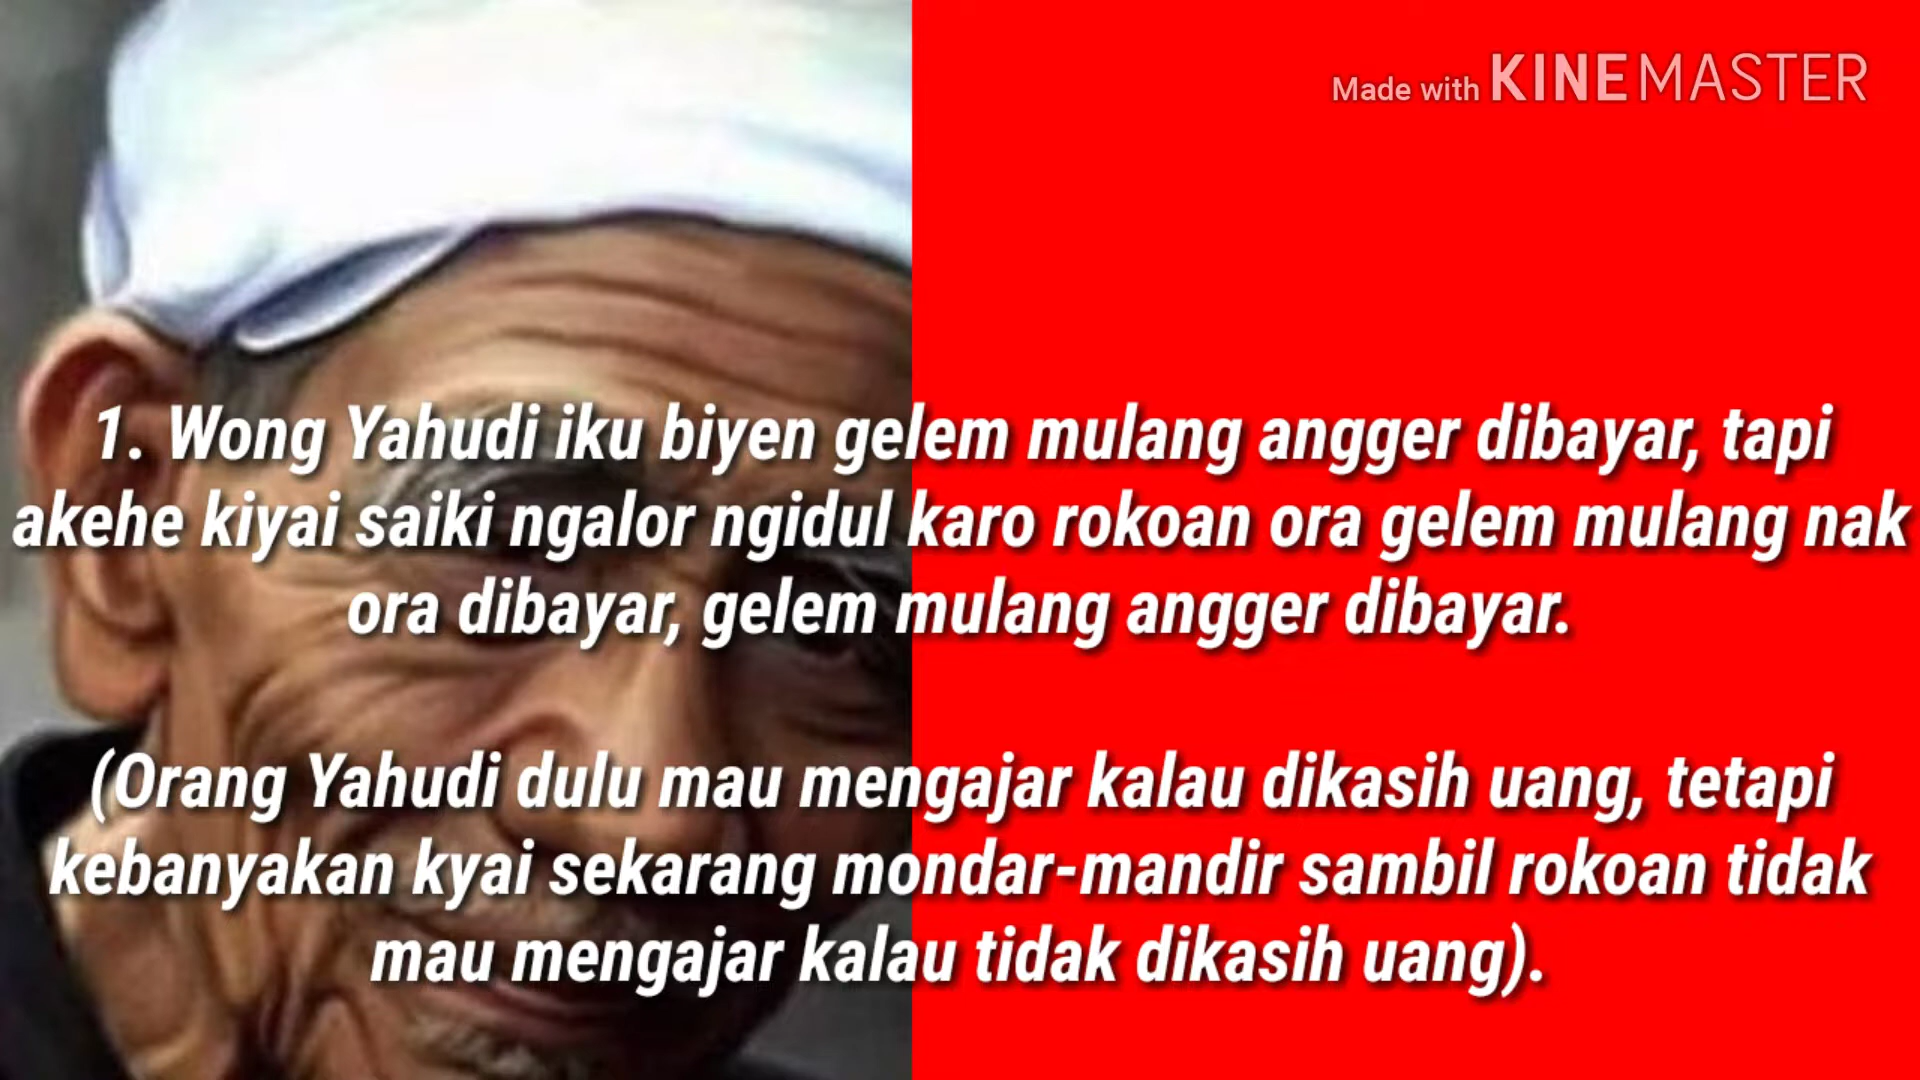 Made with KINEMASTER
1. Wong Yahudi iku biyen gelem mulang angger dibayar, tapi
akehe kiyai saiki ngalor ngidul karo rokoan ora gelem mulang nak
ora dibayar, gelem mulang angger dibayar.
(Orang Yahudi dulu mau mengajar kalau dikasih uang, tetapi
kebanyakan kyai sekarang mondar-mandir sambil rokoan tidak
mau mengajar kalau tidak dikasih uang).